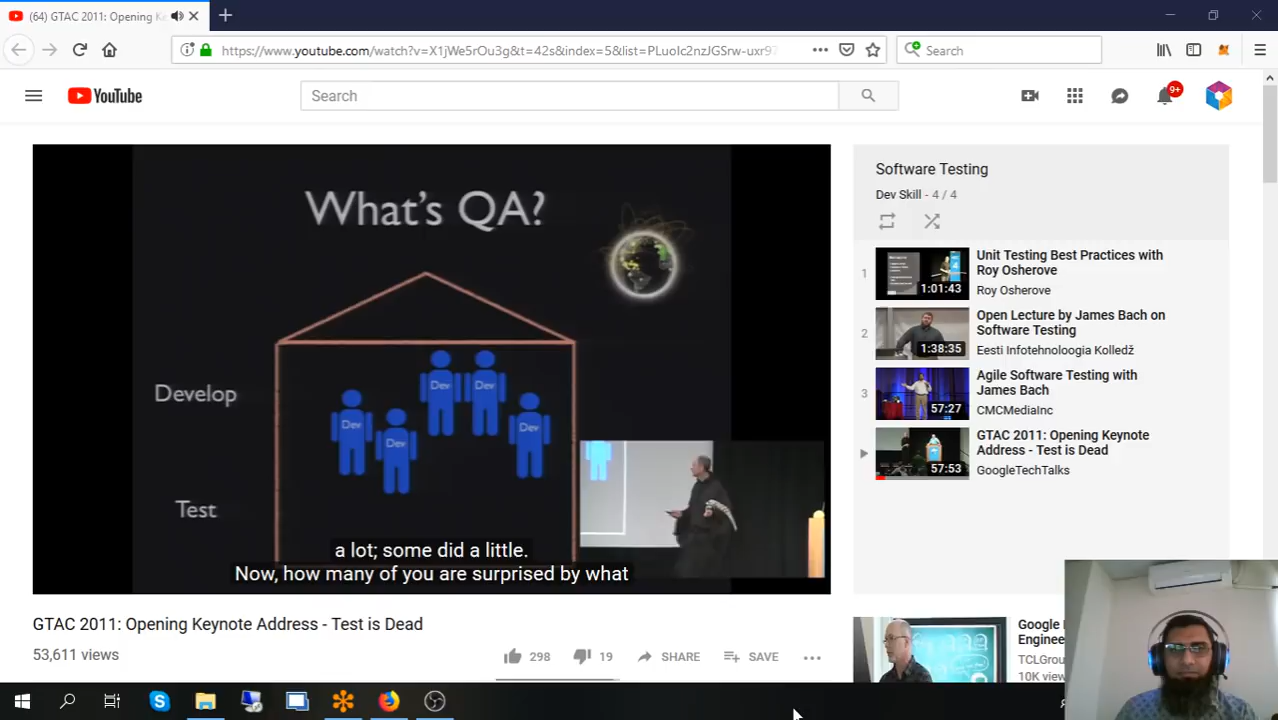 (64) GTAC 2011: Opening Ke
https://www.youtube.com/watch?v=X1jWe5rOu3g&t=42s&index=5&list=PLuoIc2nzJGSrw-uxr97
Search
YouTube
Search
9+
What's QA?
Develop
Dev
Dev
Dev
Dev
Dev
Test
a lot; some did a little.
Now, how many of you are surprised by what
Software Testing
Dev Skill - 4 / 4
1
1:01:43
Unit Testing Best Practices with
Roy Osherove
Roy Osherove
2
1:38:35
Open Lecture by James Bach on
Software Testing
Eesti Infotehnoloogia Kolledž
3
57:27
Agile Software Testing with
James Bach
CMCMediaInc
57:53
GTAC 2011: Opening Keynote
Address - Test is Dead
GoogleTechTalks
GTAC 2011: Opening Keynote Address - Test is Dead
53,611 views
298
19
SHARE
SAVE
Google
Engine
TCLGrou
10K view